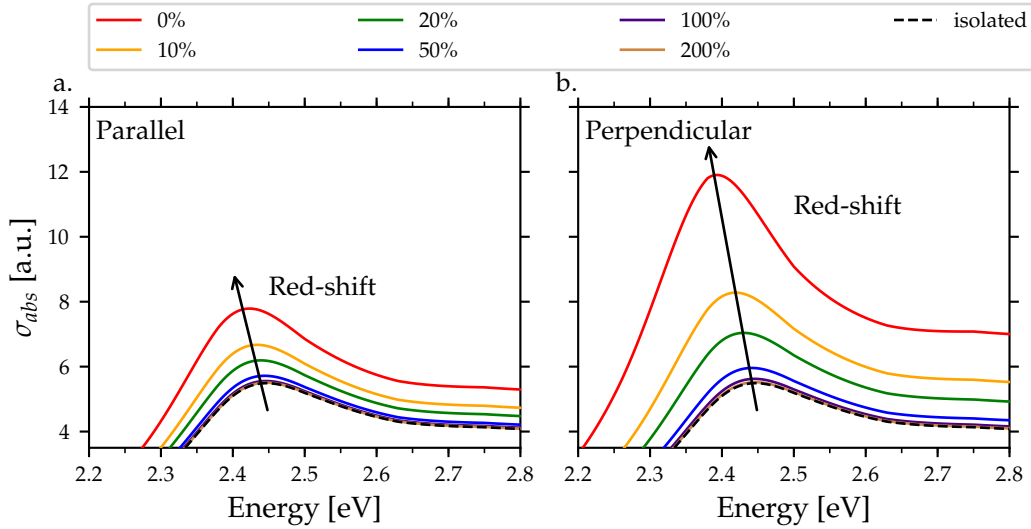 0% 20% 100% isolated
10% 50% 200%
a. b.
14
12
10
8
6
4
σabs [a.u.]
Parallel
Red-shift
2.2 2.3 2.4 2.5 2.6 2.7 2.8
Energy [eV]
Perpendicular
Red-shift
2.2 2.3 2.4 2.5 2.6 2.7 2.8
Energy [eV]